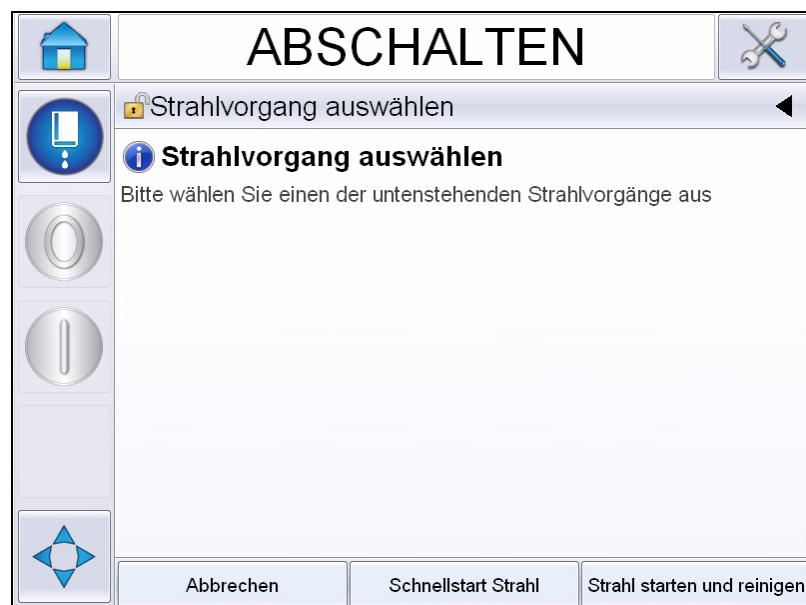 ABSCHALTEN
Strahlvorgang auswählen
Strahlvorgang auswählen
Bitte wählen Sie einen der untenstehenden Strahlvorgänge aus
Abbrechen
Schnellstart Strahl
Strahl starten und reinigen